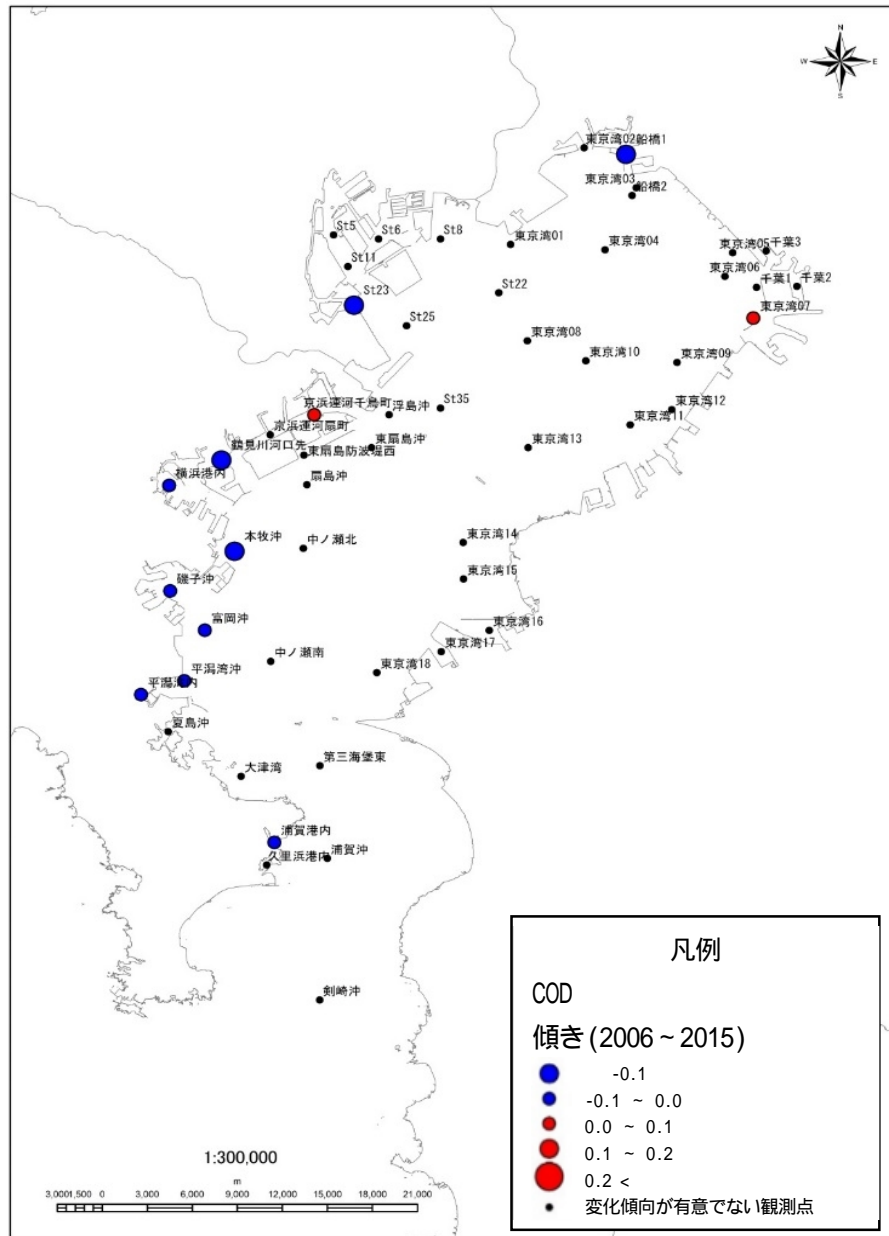 N
W E
S
東京湾02
船橋1
東京湾03
船橋2
St5
St6
St8
東京湾01
東京湾04
東京湾05
千葉3
St11
東京湾06
千葉1
千葉2
St23
St22
東京湾07
St25
東京湾08
東京湾10
東京湾09
京浜運河千鳥町
浮島沖
St35
東京湾12
京浜運河扇町
東京湾11
鶴見川河口先
東扇島防波堤西
東扇島沖
東京湾13
横浜港内
扇島沖
本牧沖
中ノ瀬北
東京湾14
磯子沖
東京湾15
富岡沖
東京湾16
中ノ瀬南
東京湾17
平潟湾沖
東京湾18
平潟湾内
夏島沖
大津湾
第三海堡東
浦賀港内
久里浜港内
浦賀沖
剣崎沖
凡例
COD
傾き(2006~2015)
-0.1
-0.1 ~ 0.0
0.0 ~ 0.1
0.1 ~ 0.2
0.2 <
変化傾向が有意でない観測点
1:300,000
m
3,000 1,500 0 3,000 6,000 9,000 12,000 15,000 18,000 21,000